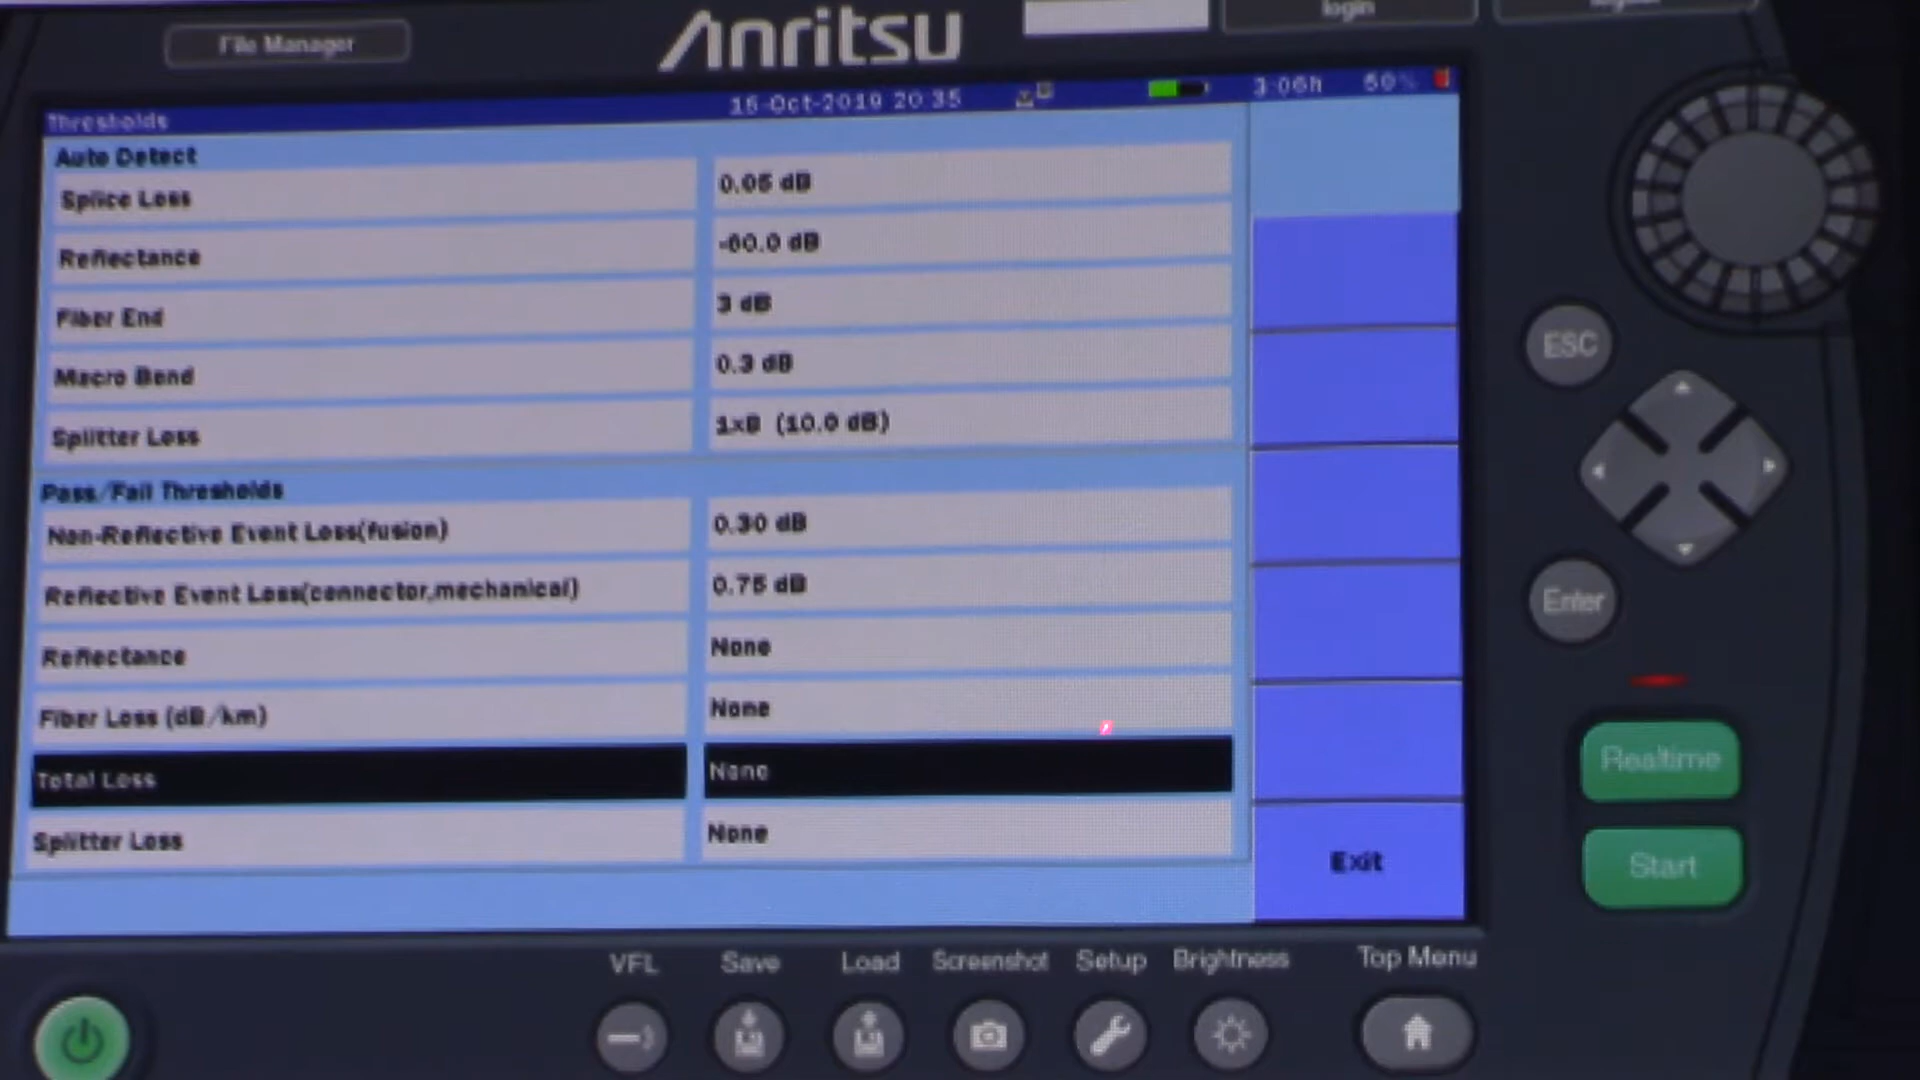 File Manager
Anritsu
login
Thresholds 16-Oct-2019 20 35 3:06h 50%
Auto Detect
Splice Loss 0.05 dB
Reflectance -60.0 dB
Fiber End 3 dB
Macro Bend 0.3 dB
Splitter Loss 1x8 (10.0 dB)
Pass/Fail Thresholds
Non-Reflective Event Loss(fusion) 0.30 dB
Reflective Event Loss(connector,mechanical) 0.75 dB
Reflectance None
Fiber Loss (dB/km) None
Total Loss None
Splitter Loss None
Exit
ESC
Enter
Realtime
Start
VFL Save Load Screenshot Setup Brightness Top Menu